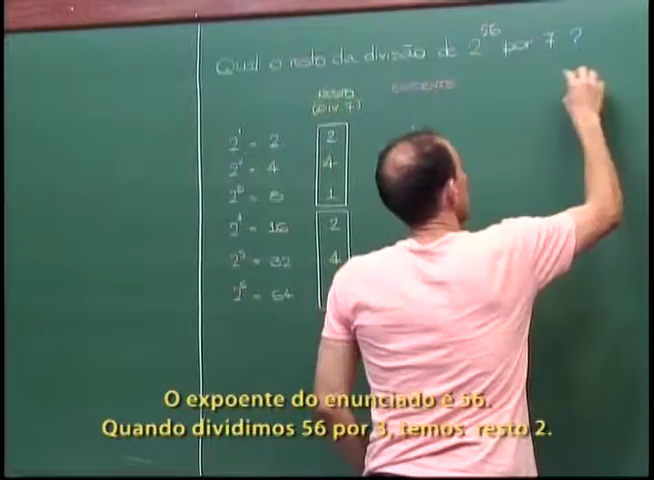 Qual o resto da divisão de 2^56 por 7 ?
RESTO
(DIV. 7)
2^1 = 2 2
= 4 4
2^3 = 8 1
2^4 = 16 2
2^5 = 32 4
2^6 = 64
O expoente do enunciado é 56.
Quando dividimos 56 por 3, temos resto 2.